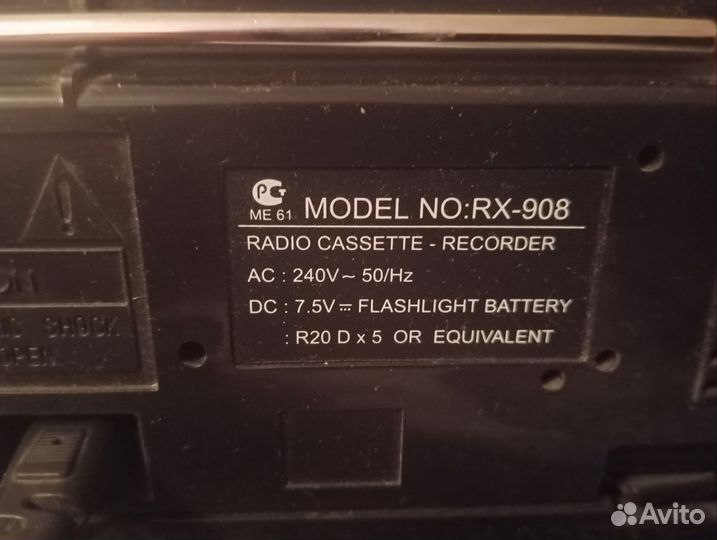 РСТ
ME 61 MODEL NO:RX-908
RADIO CASSETTE - RECORDER
AC : 240V~ 50/Hz
DC : 7.5V⎓ FLASHLIGHT BATTERY
: R20 D x 5 OR EQUIVALENT
!
SHOCK
OPEN
Avito